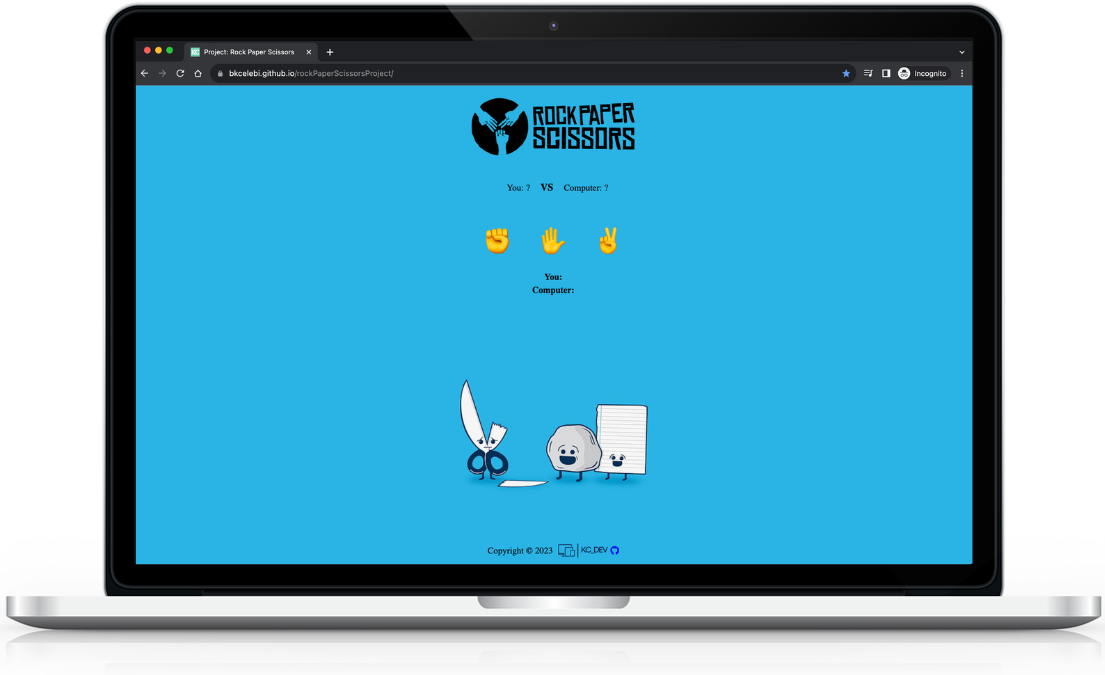 Project: Rock Paper Scissors
bkcelebi.github.io/rockPaperScissorsProject/
Incognito
ROCK PAPER
SCISSORS
You: ? VS Computer: ?
You:
Computer:
Copyright © 2023 KC_DEV